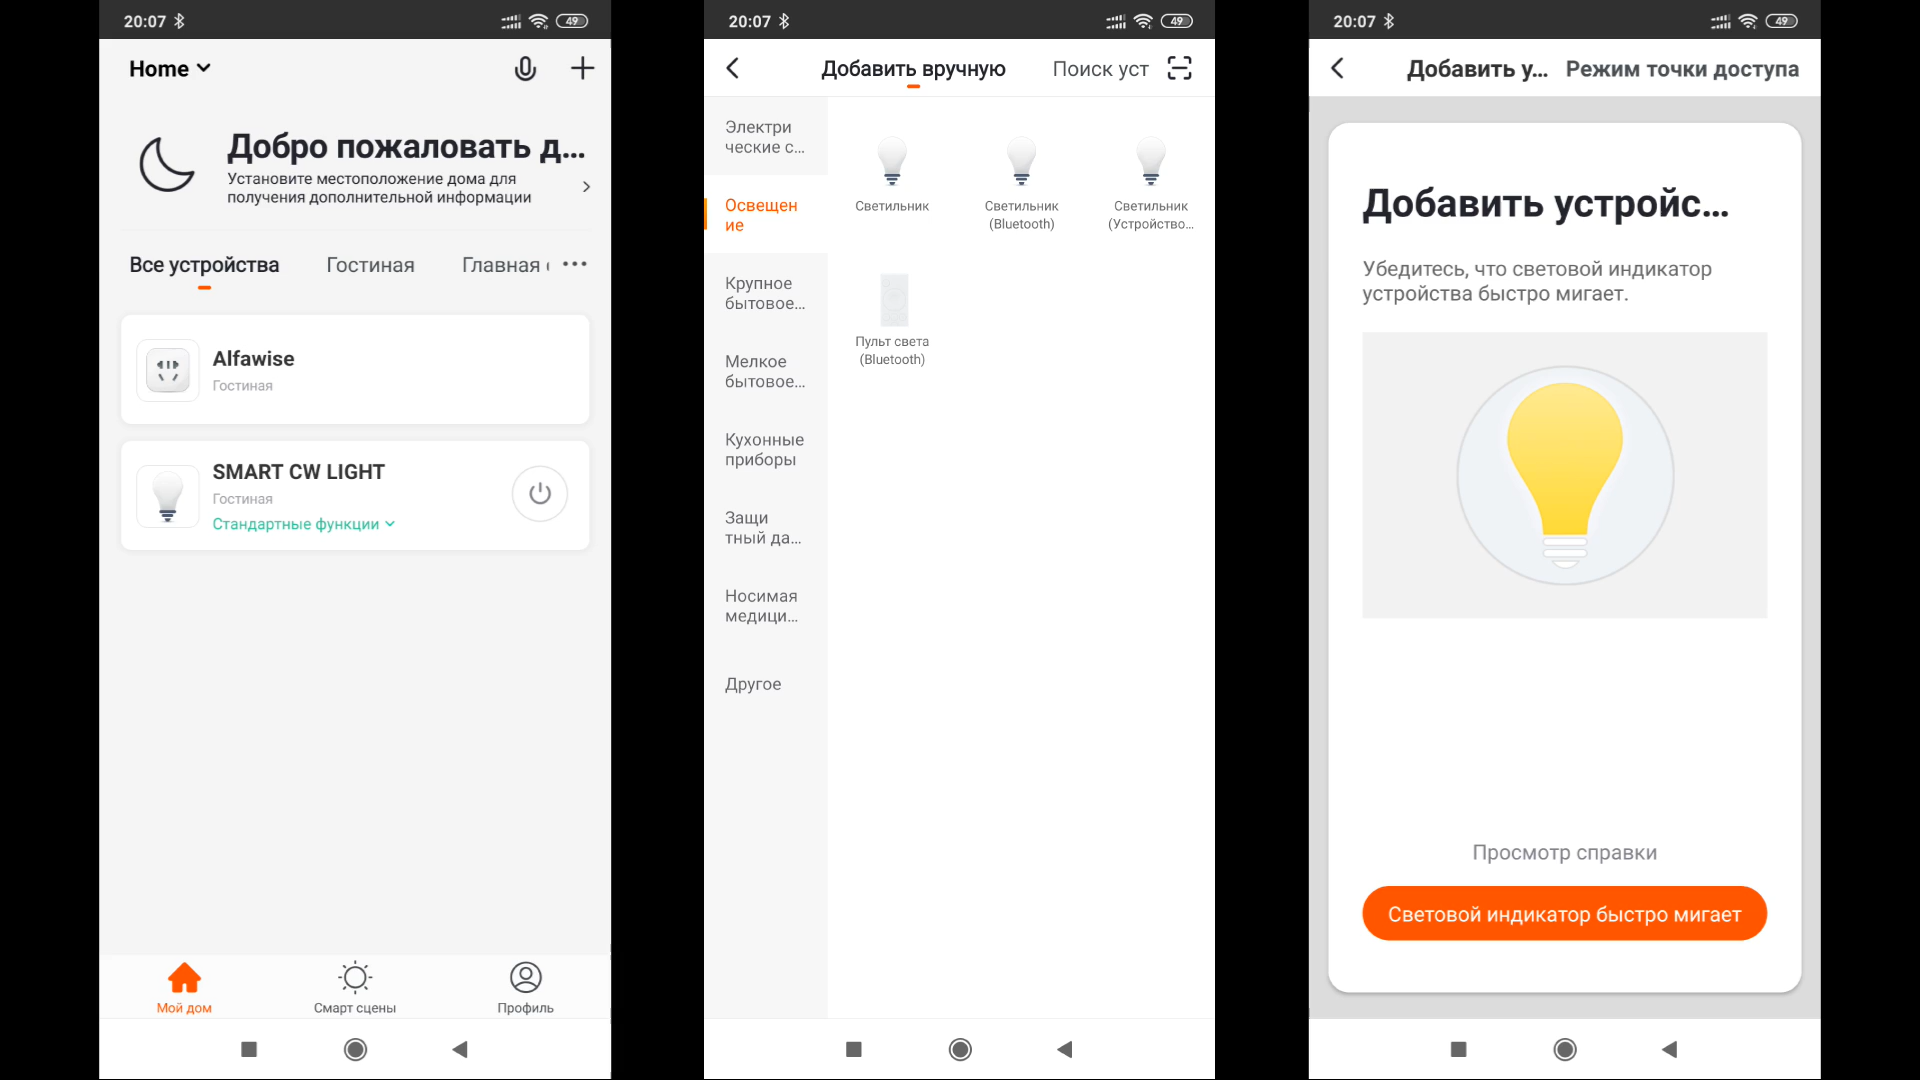 20:07
49
Home
Добро пожаловать д...
Установите местоположение дома для
получения дополнительной информации
Все устройства
Гостиная
Главная
Alfawise
Гостиная
SMART CW LIGHT
Гостиная
Стандартные функции
Мой дом
Смарт сцены
Профиль
20:07
49
Добавить вручную
Поиск уст
Электри
ческие с...
Освещен
ие
Крупное
бытовое...
Мелкое
бытовое...
Кухонные
приборы
Защи
тный да...
Носимая
медици...
Другое
Светильник
Светильник
(Bluetooth)
Светильник
(Устройство...
Пульт света
(Bluetooth)
20:07
49
Добавить у...
Режим точки доступа
Добавить устройс...
Убедитесь, что световой индикатор
устройства быстро мигает.
Просмотр справки
Световой индикатор быстро мигает